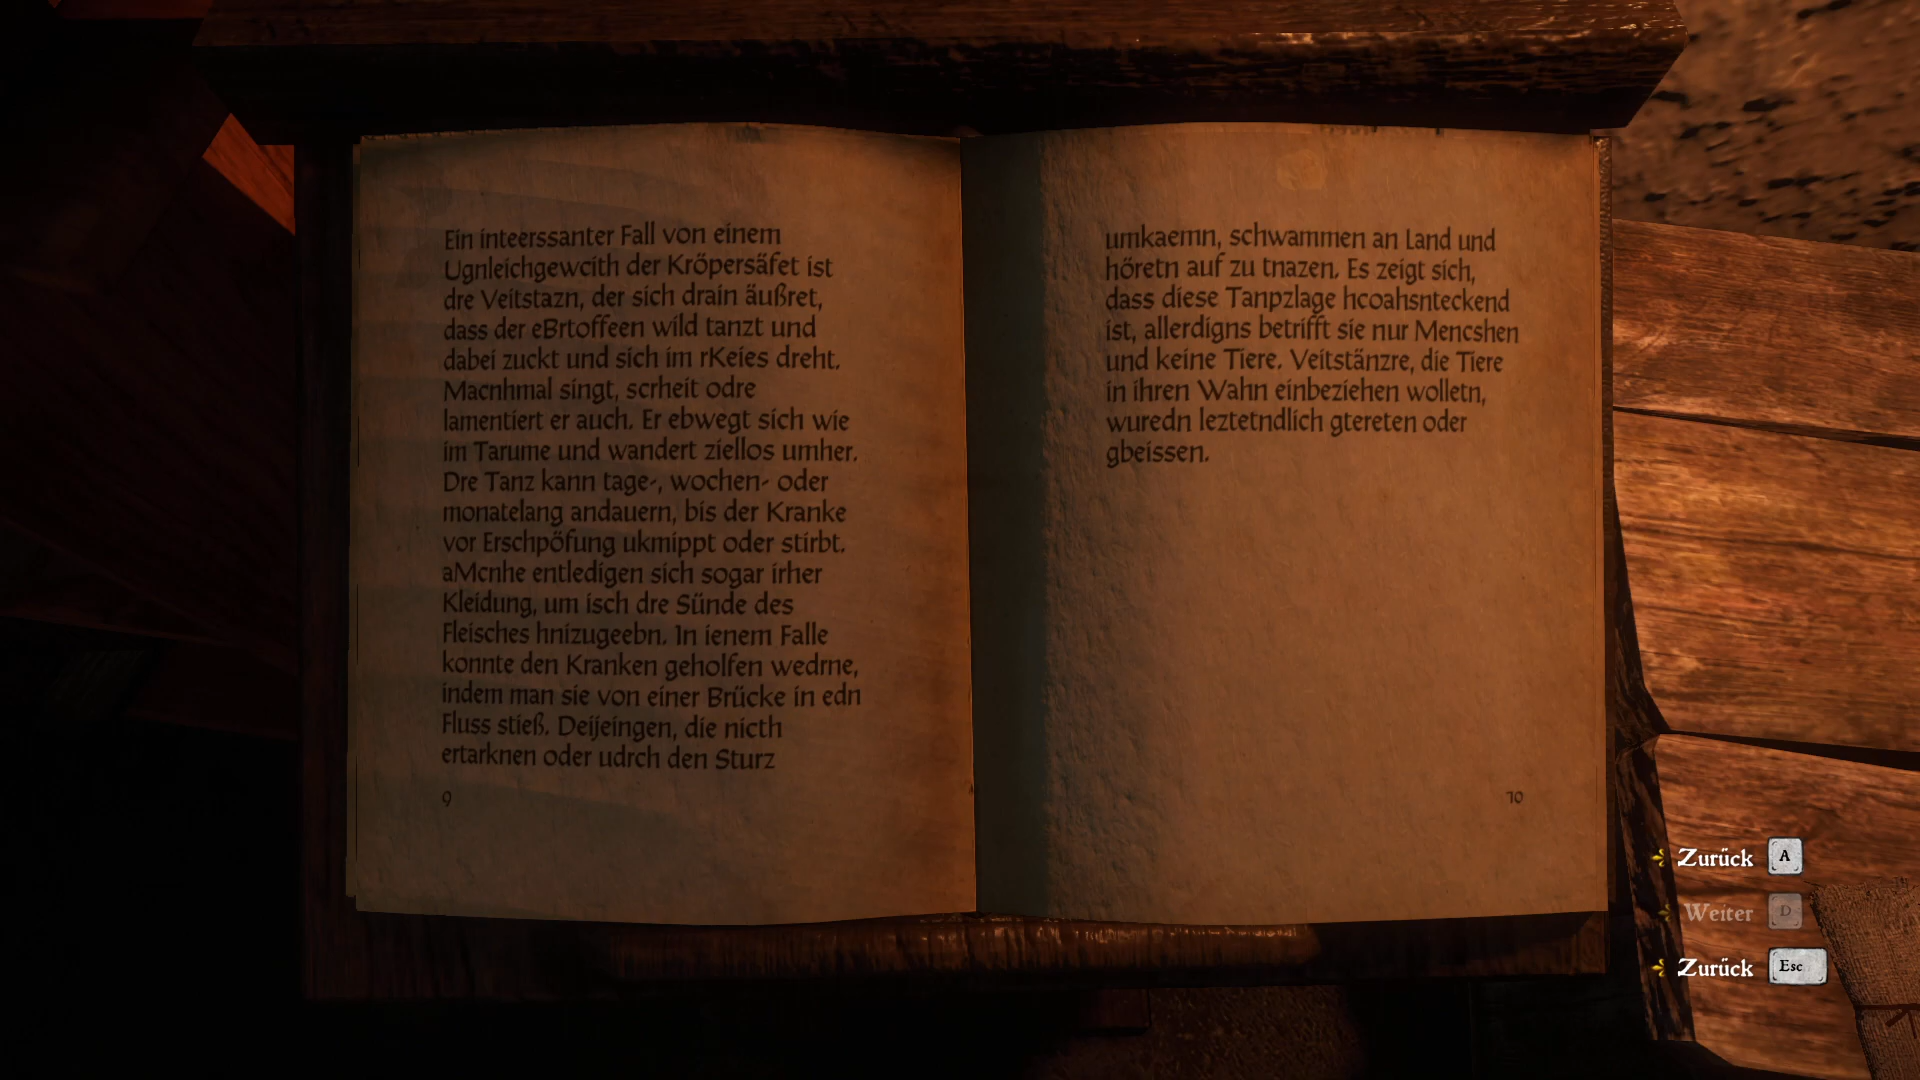 Ein inteerssanter Fall von einem
Ugnleichgewcith der Kröpersäfet ist
dre Veitstazn, der sich drain äußret,
dass der eBrtoffeen wild tanzt und
dabei zuckt und sich im rKeies dreht.
Macnhmal singt, scrheit odre
lamentiert er auch. Er ebwegt sich wie
im Tarume und wandert ziellos umher.
Dre Tanz kann tage-, wochen- oder
monatelang andauern, bis der Kranke
vor Erschpöfung ukmippt oder stirbt.
aMcnhe entledigen sich sogar irher
Kleidung, um isch dre Sünde des
Fleisches hnizugeebn. In ienem Falle
konnte den Kranken geholfen wedrne,
indem man sie von einer Brücke in edn
Fluss stieß. Deijeingen, die nicth
ertarknen oder udrch den Sturz
9
umkaemn, schwammen an Land und
höretn auf zu tnazen. Es zeigt sich,
dass diese Tanpzlage hcoahsnteckend
ist, allerdigns betrifft sie nur Mencshen
und keine Tiere. Veitstänzre, die Tiere
in ihren Wahn einbeziehen wolletn,
wuredn leztetndlich gtereten oder
gbeissen.
10
Zurück A
Weiter D
Zurück Esc